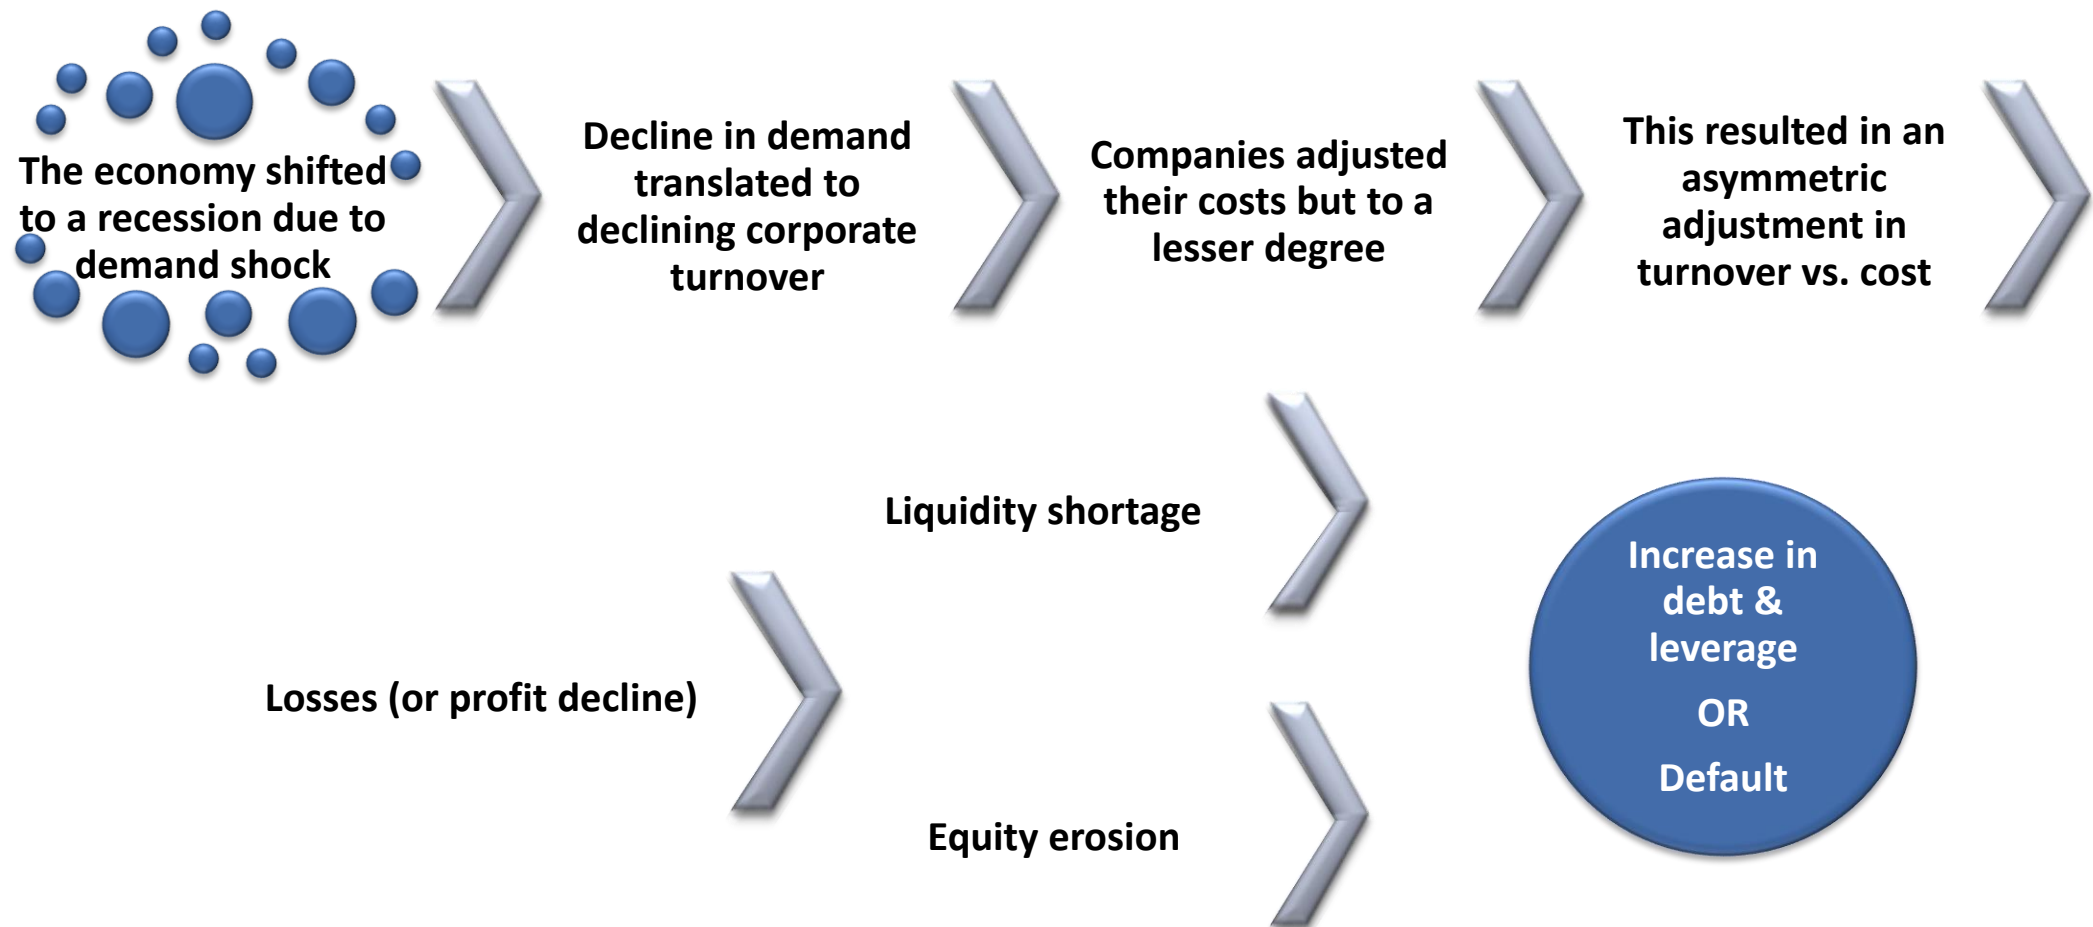 The economy shifted
to a recession due to
demand shock
Decline in demand
translated to
declining corporate
turnover
Companies adjusted
their costs but to a
lesser degree
This resulted in an
asymmetric
adjustment in
turnover vs. cost
Losses (or profit decline)
Liquidity shortage
Equity erosion
Increase in
debt &
leverage
OR
Default